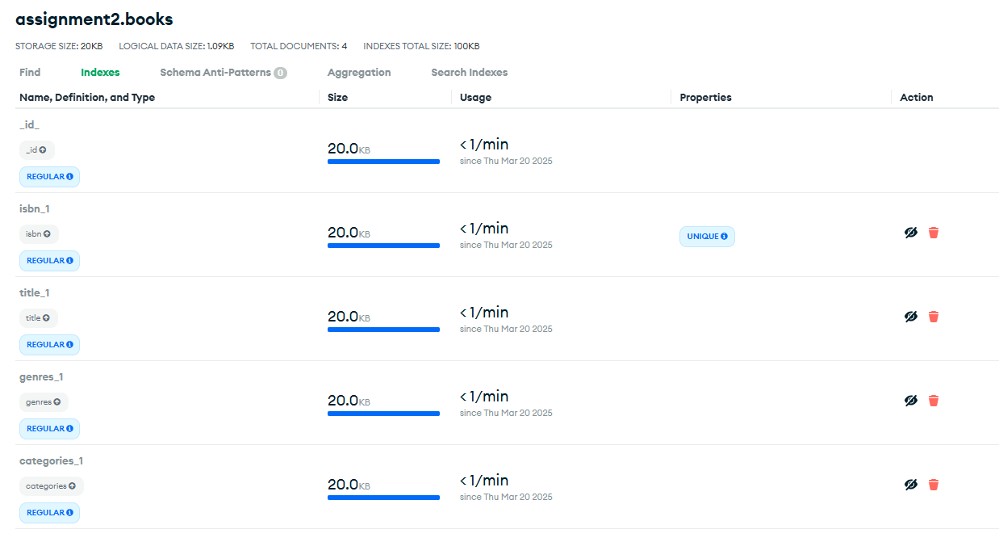 assignment2.books
STORAGE SIZE: 20KB LOGICAL DATA SIZE: 1.09KB TOTAL DOCUMENTS: 4 INDEXES TOTAL SIZE: 100KB
Find Indexes Schema Anti-Patterns 0 Aggregation Search Indexes
Name, Definition, and Type Size Usage Properties Action
_id_
_id
REGULAR
20.0KB
<1/min
since Thu Mar 20 2025
isbn_1
isbn
REGULAR
20.0KB
<1/min
since Thu Mar 20 2025
UNIQUE
title_1
title
REGULAR
20.0KB
<1/min
since Thu Mar 20 2025
genres_1
genres
REGULAR
20.0KB
<1/min
since Thu Mar 20 2025
categories_1
categories
REGULAR
20.0KB
<1/min
since Thu Mar 20 2025